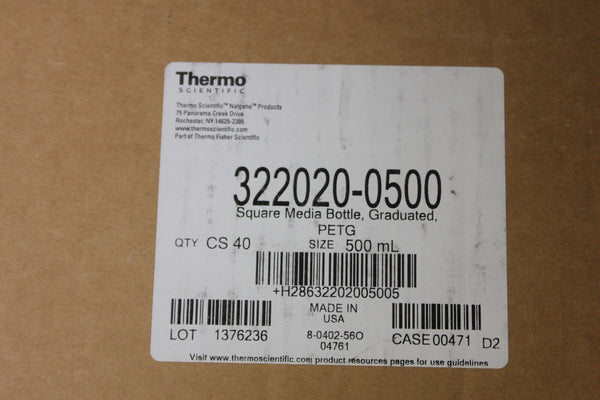 Thermo
SCIENTIFIC
Thermo Scientific™ Nalgene™ Products
75 Panorama Creek Drive
Rochester, NY 14625-2385
www.thermoscientific.com
Part of Thermo Fisher Scientific
322020-0500
Square Media Bottle, Graduated,
PETG
QTY CS 40 SIZE 500 mL
+H28632202005005
MADE IN
USA
LOT 1376236 8-0402-56O CASE00471 D2
04761
Visit www.thermoscientific.com product resources pages for use guidelines